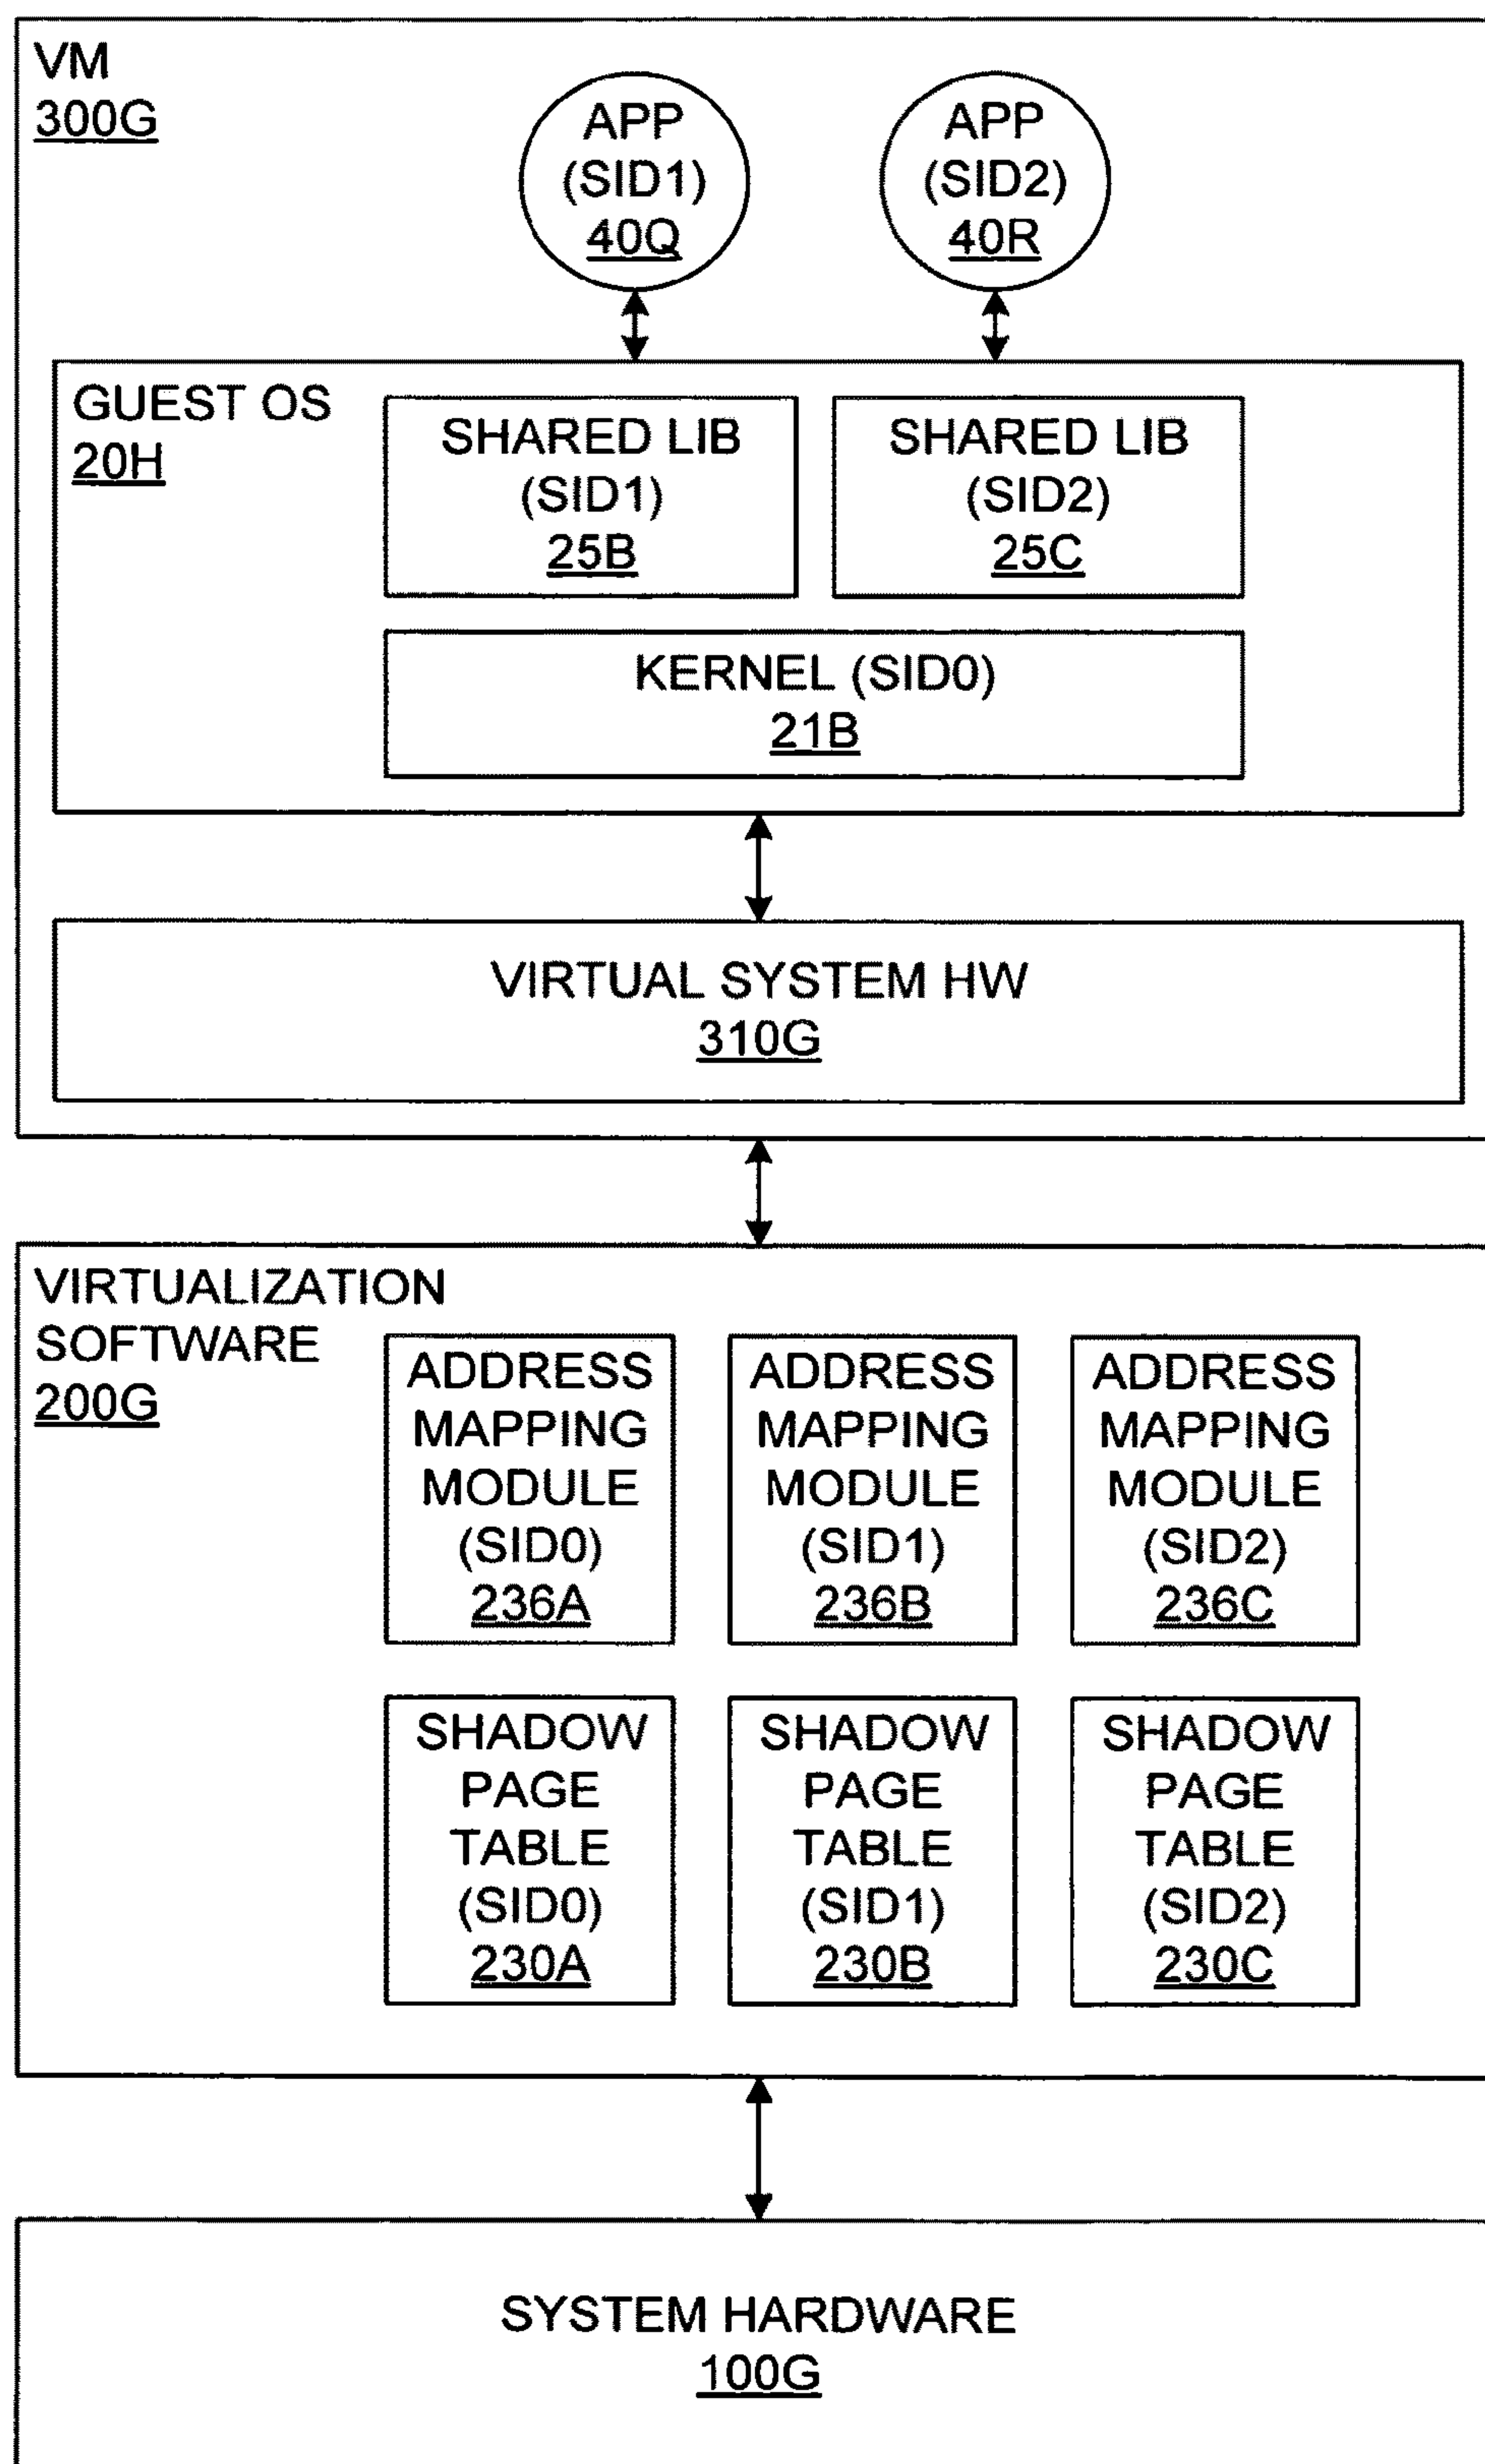 VM
300G
APP
(SID1)
40Q
APP
(SID2)
40R
GUEST OS
20H
SHARED LIB
(SID1)
25B
SHARED LIB
(SID2)
25C
KERNEL (SID0)
21B
VIRTUAL SYSTEM HW
310G
VIRTUALIZATION
SOFTWARE
200G
ADDRESS
MAPPING
MODULE
(SID0)
236A
ADDRESS
MAPPING
MODULE
(SID1)
236B
ADDRESS
MAPPING
MODULE
(SID2)
236C
SHADOW
PAGE
TABLE
(SID0)
230A
SHADOW
PAGE
TABLE
(SID1)
230B
SHADOW
PAGE
TABLE
(SID2)
230C
SYSTEM HARDWARE
100G